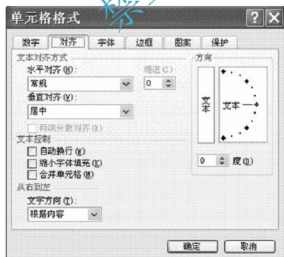 单元格格式
数字 对齐 字体 边框 图案 保护
文本对齐方式
水平对齐(H): 缩进(I):
常规 0
垂直对齐(V):
居中
两端分散对齐(E)
文本控制
自动换行(W)
缩小字体填充(K)
合并单元格(M)
从右到左
文字方向(T):
根据内容
方向
文本
文本
0 度(D)
确定 取消